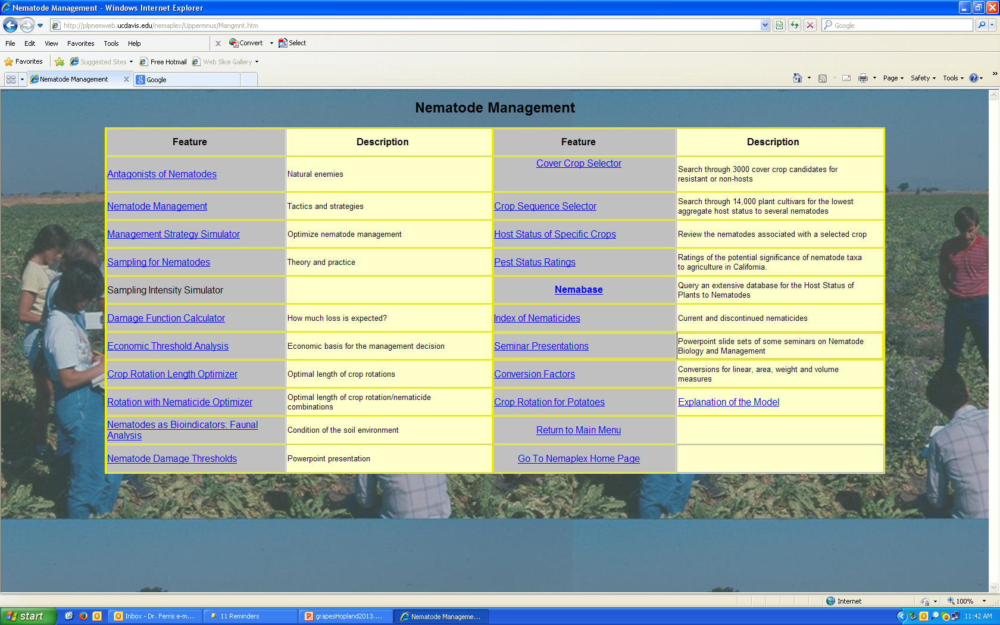 Nematode Management - Windows Internet Explorer
http://plpnemweb.ucdavis.edu/nemaplex/Uppermnus/Mangmnt.htm
Google
File Edit View Favorites Tools Help
x Convert Select
Favorites Suggested Sites Free Hotmail Web Slice Gallery
Nematode Management Google Page Safety Tools
Nematode Management
Feature Description Feature Description
Antagonists of Nematodes
Natural enemies
Cover Crop Selector
Search through 3000 cover crop candidates for
resistant or non-hosts
Nematode Management
Tactics and strategies
Crop Sequence Selector
Search through 14,000 plant cultivars for the lowest
aggregate host status to several nematodes
Management Strategy Simulator
Optimize nematode management
Host Status of Specific Crops
Review the nematodes associated with a selected crop
Sampling for Nematodes
Theory and practice
Pest Status Ratings
Ratings of the potential significance of nematode taxa
to agriculture in California.
Sampling Intensity Simulator
Nemabase
Query an extensive database for the Host Status of
Plants to Nematodes
Damage Function Calculator
How much loss is expected?
Index of Nematicides
Current and discontinued nematicides
Economic Threshold Analysis
Economic basis for the management decision
Seminar Presentations
Powerpoint slide sets of some seminars on Nematode
Biology and Management
Crop Rotation Length Optimizer
Optimal length of crop rotations
Conversion Factors
Conversions for linear, area, weight and volume
measures
Rotation with Nematicide Optimizer
Optimal length of crop rotation/nematicide
combinations
Crop Rotation for Potatoes
Explanation of the Model
Nematodes as Bioindicators: Faunal
Analysis
Condition of the soil environment
Return to Main Menu
Nematode Damage Thresholds
Powerpoint presentation
Go To Nemaplex Home Page
Internet 100%
start Inbox - Dr. Ferris e-m... 11 Reminders grapesHopland2013.... Nematode Manageme... 11:42 AM